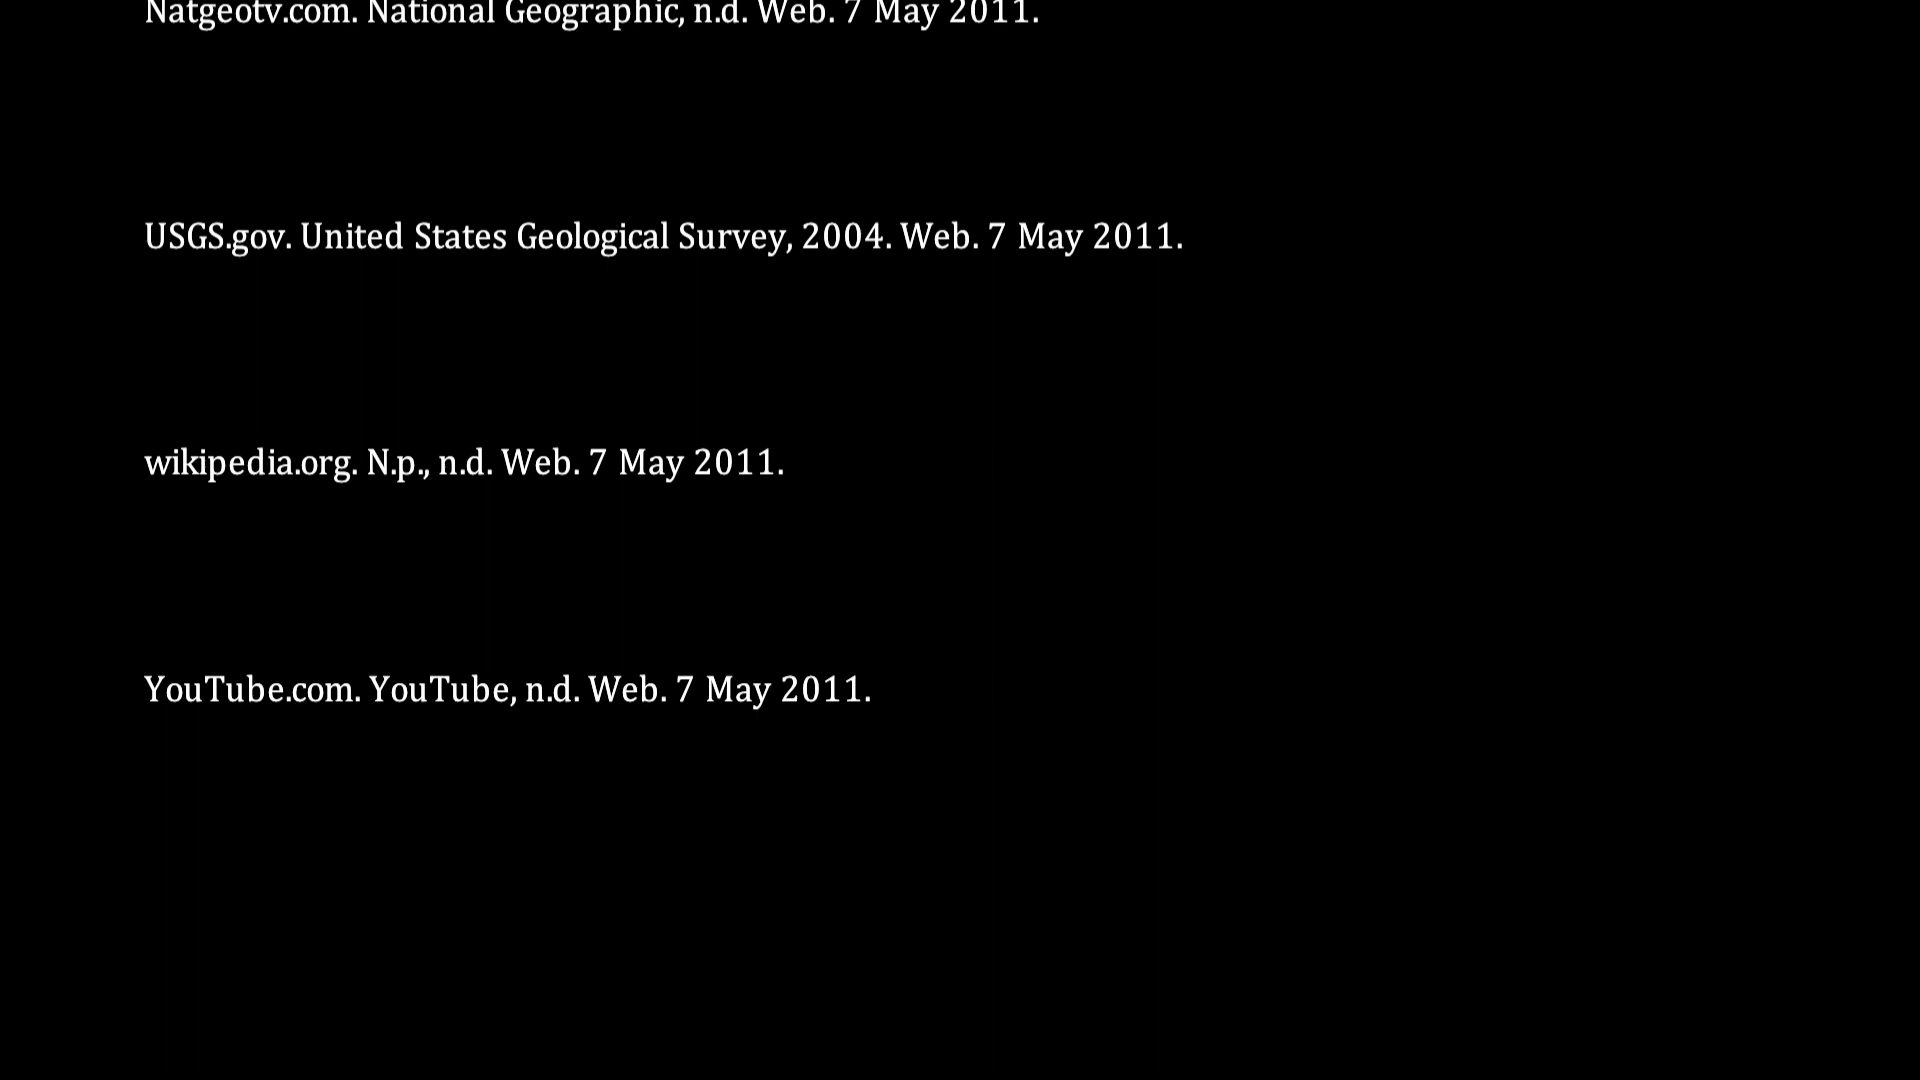 Natgeotv.com. National Geographic, n.d. Web. 7 May 2011.
USGS.gov. United States Geological Survey, 2004. Web. 7 May 2011.
wikipedia.org. N.p., n.d. Web. 7 May 2011.
YouTube.com. YouTube, n.d. Web. 7 May 2011.